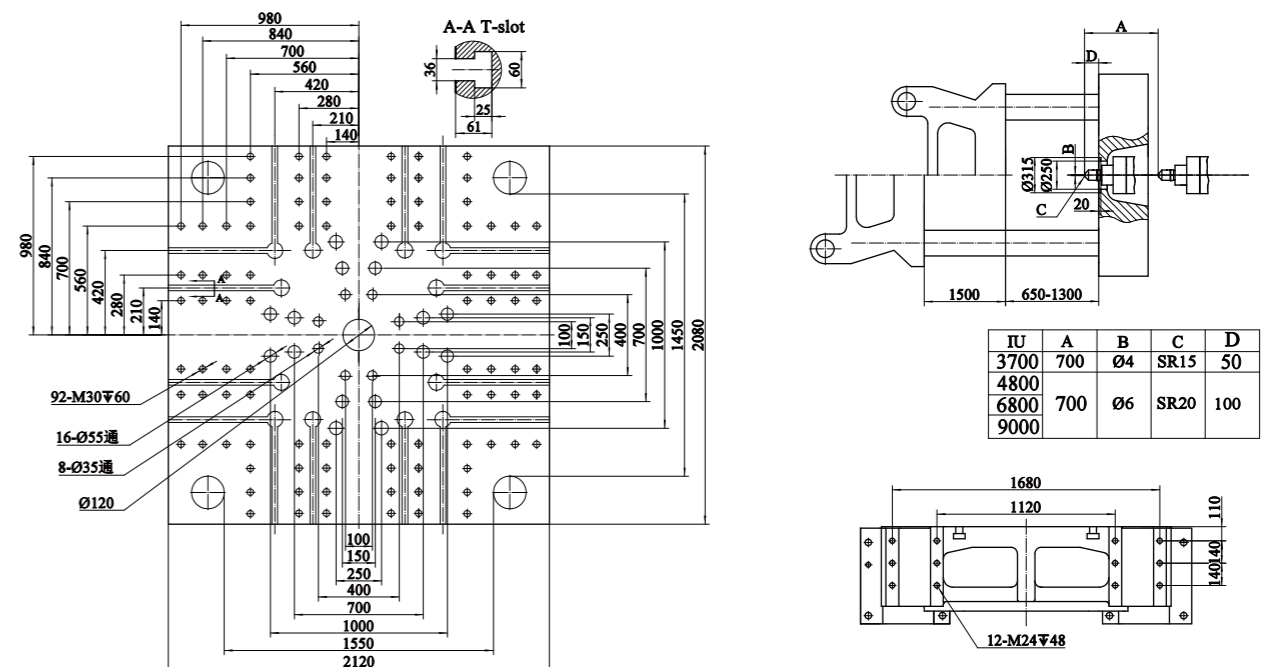 980
840
700
560
420
280
210
140
A-A T-slot
36
60
25
61
980
840
700
560
420
280
210
140
A
A
100
150
250
400
700
1000
1450
2080
92-M30↧60
16-Ø55通
8-Ø35通
Ø120
100
150
250
400
700
1000
1550
2120
A
D
B
Ø315
Ø250
C
20
1500
650-1300
IU A B C D
3700 700 Ø4 SR15 50
4800
6800 700 Ø6 SR20 100
9000
1680
1120
110
140
140
12-M24↧48